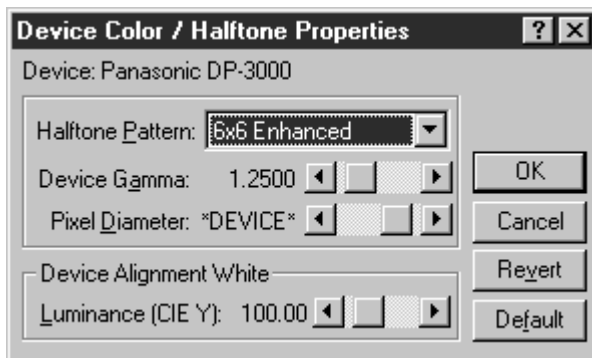 Device Color / Halftone Properties
Device: Panasonic DP-3000
Halftone Pattern: 6x6 Enhanced
Device Gamma: 1.2500
Pixel Diameter: *DEVICE*
Device Alignment White
Luminance (CIE Y): 100.00
OK
Cancel
Revert
Default